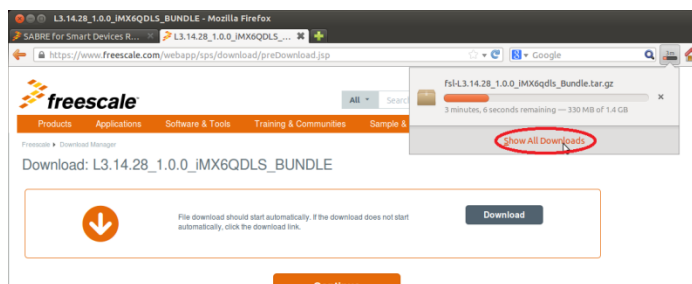 L3.14.28_1.0.0_iMX6QDLS_BUNDLE - Mozilla Firefox
SABRE for Smart Devices R... L3.14.28_1.0.0_iMX6QDLS_...
https://www.freescale.com/webapp/sps/download/preDownload.jsp Google 3m
fsl-L3.14.28_1.0.0_iMX6qdls_Bundle.tar.gz
3 minutes, 6 seconds remaining — 330 MB of 1.4 GB
Show All Downloads
freescale All Search
Products Applications Software & Tools Training & Communities Sample &
Freescale Download Manager
Download: L3.14.28_1.0.0_iMX6QDLS_BUNDLE
File download should start automatically. If the download does not start
automatically, click the download link.
Download